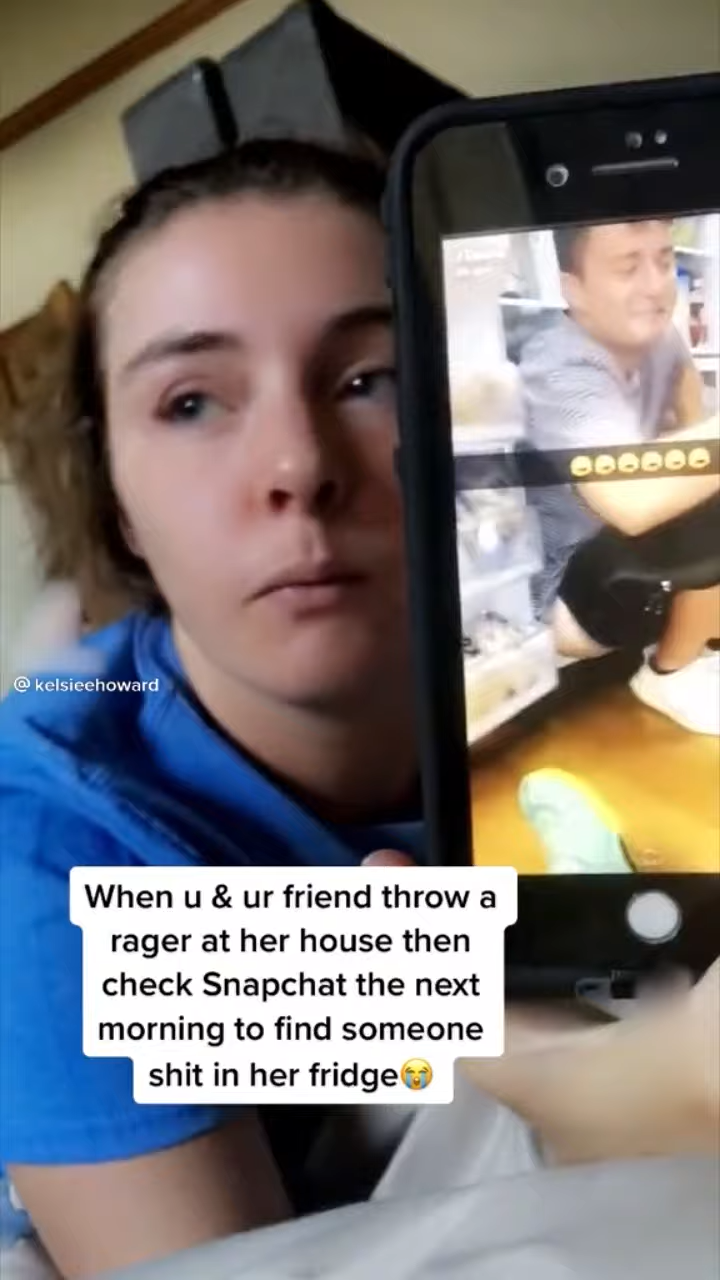 @kelsieehoward
When u & ur friend throw a
rager at her house then
check Snapchat the next
morning to find someone
shit in her fridge😭